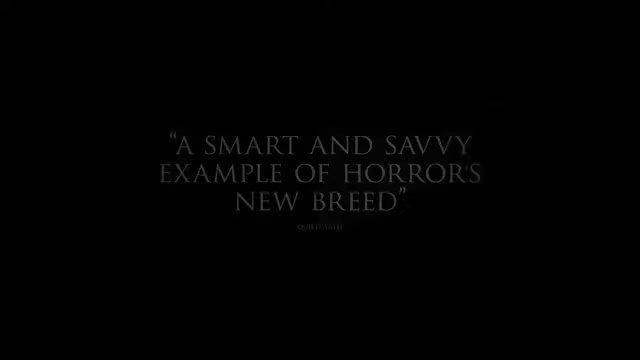 “A SMART AND SAVVY
EXAMPLE OF HORROR'S
NEW BREED”